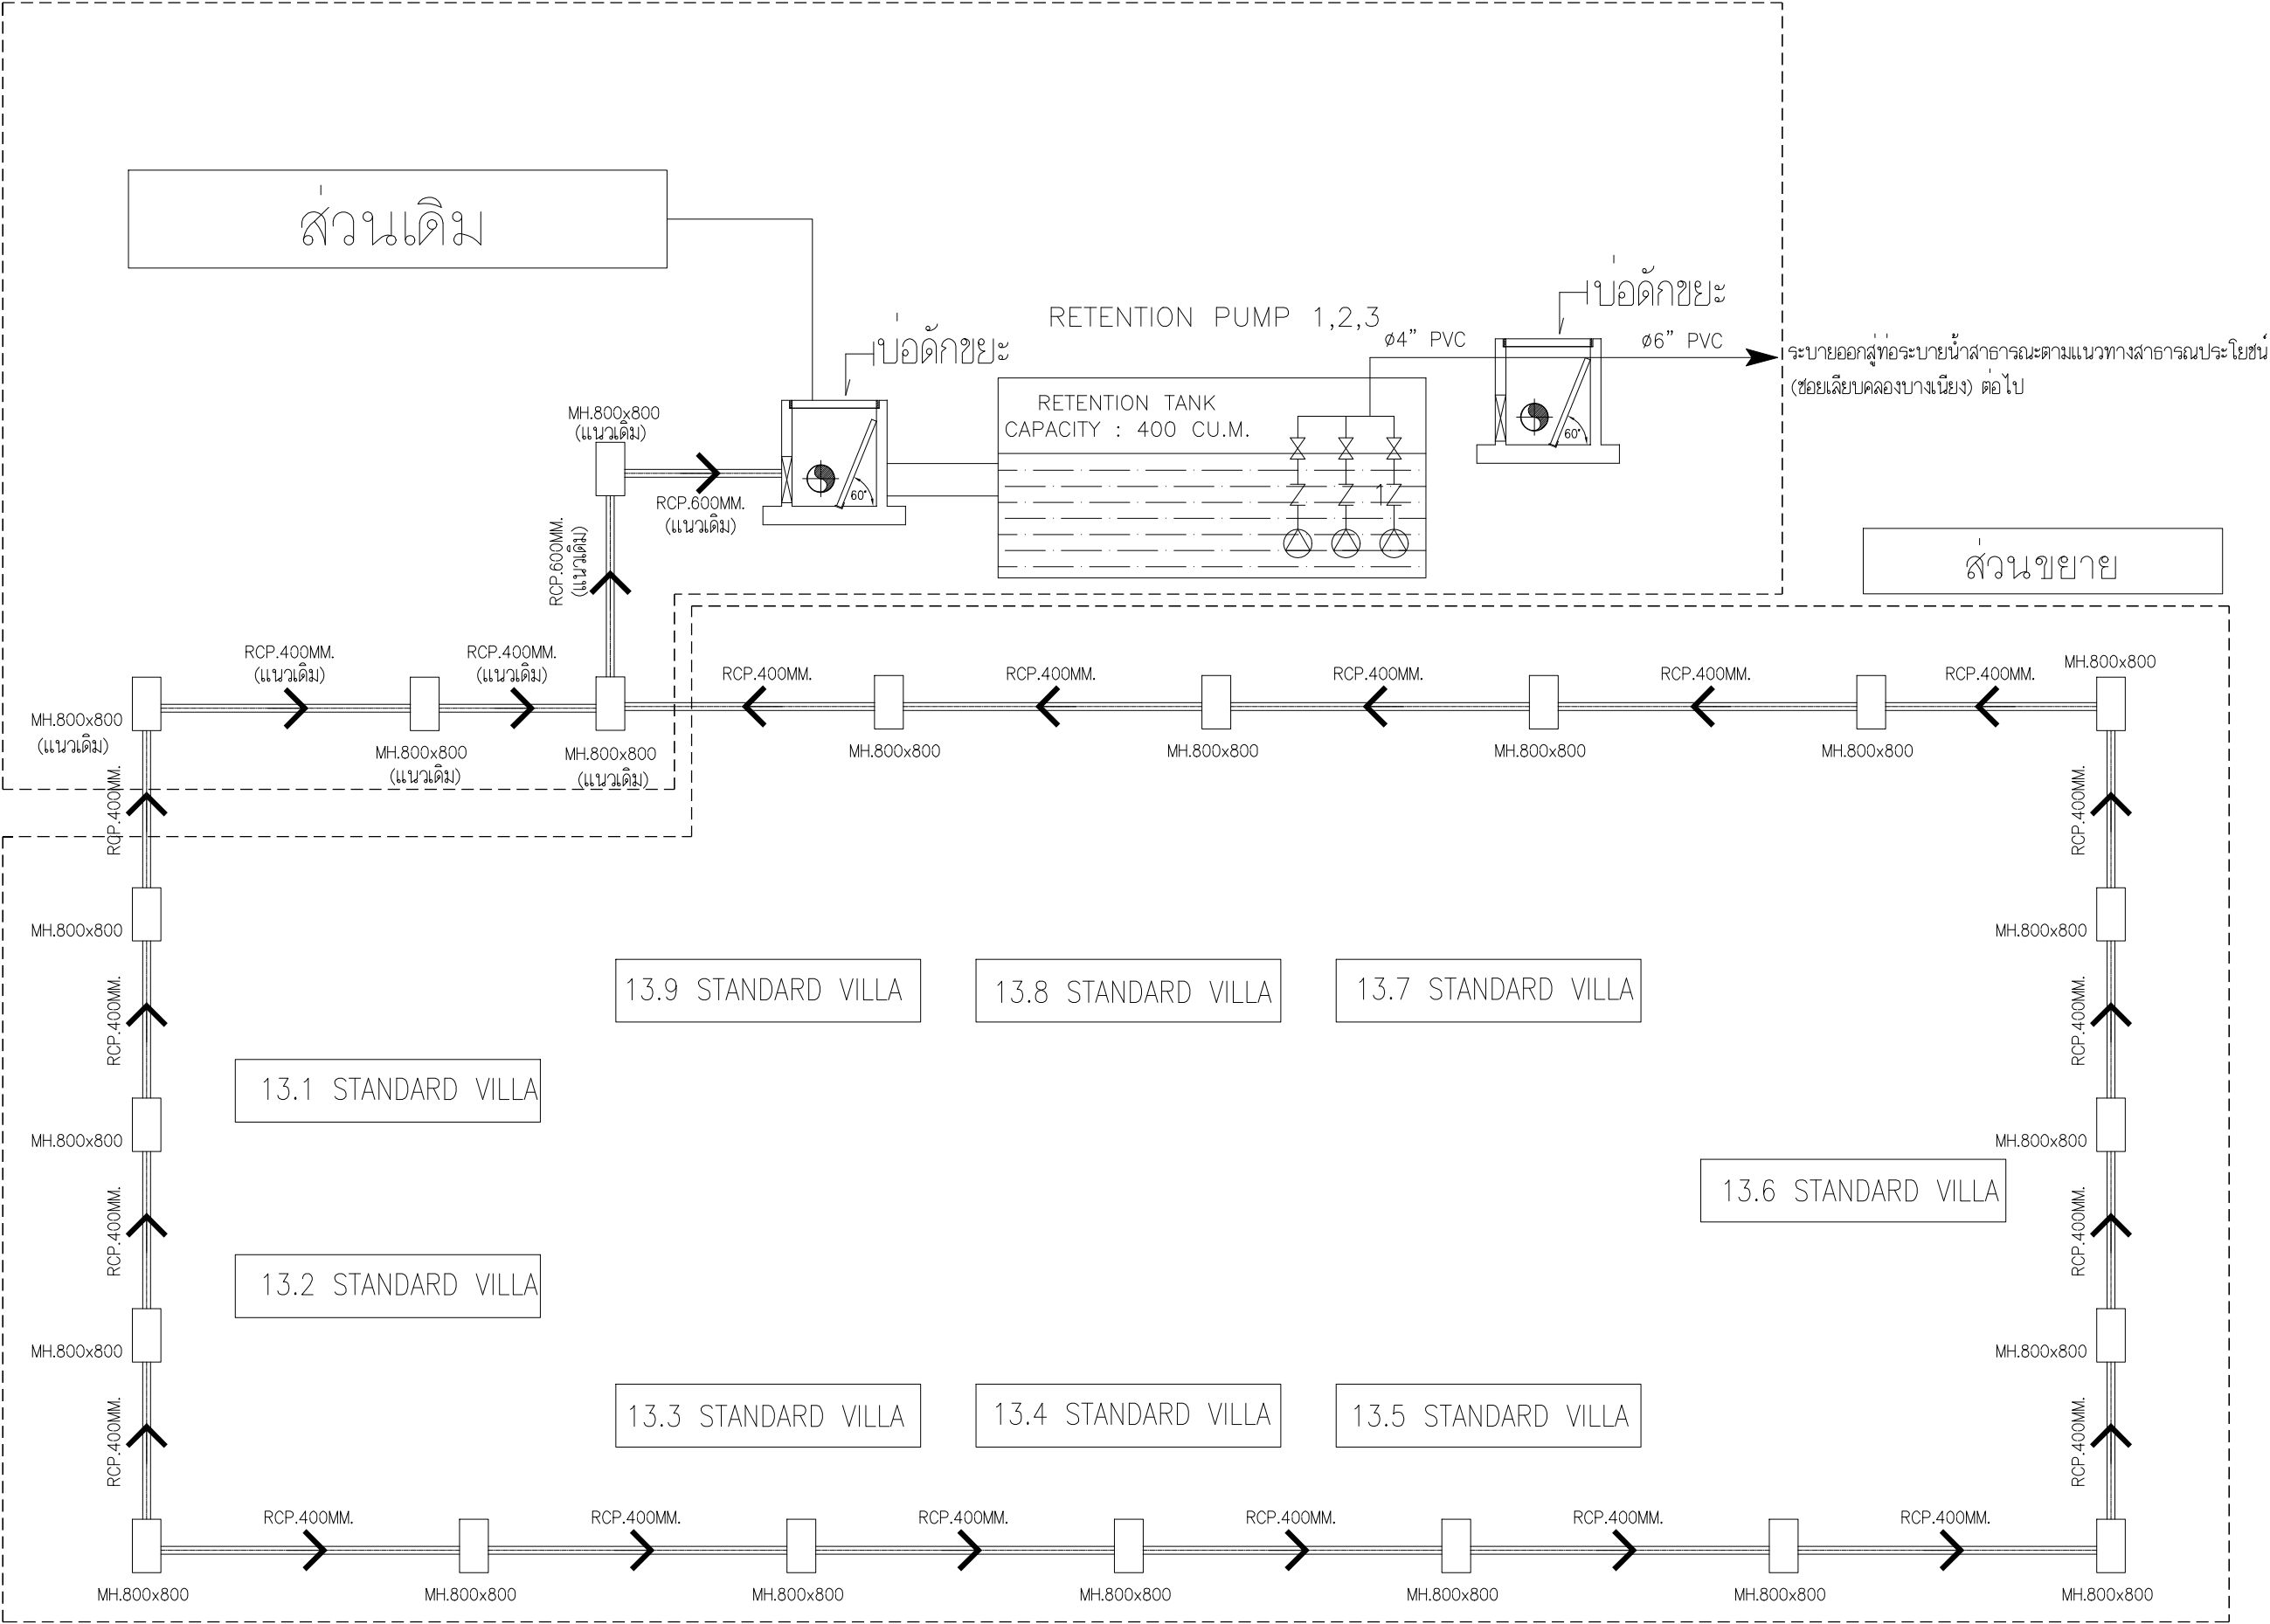 ส่วนเดิม
บ่อดักขยะ
RETENTION PUMP 1,2,3
ø4" PVC
ø6" PVC
ระบายออกสู่ท่อระบายน้ำสาธารณะตามแนวทางสาธารณประโยชน์
(ซอยเลียบคลองบางเนียง) ต่อไป
บ่อดักขยะ
RETENTION TANK
CAPACITY : 400 CU.M.
60°
60°
MH.800x800
(แนวเดิม)
RCP.600MM.
(แนวเดิม)
RCP.600MM.
(แนวเดิม)
ส่วนขยาย
RCP.400MM.
(แนวเดิม)
RCP.400MM.
(แนวเดิม)
RCP.400MM.
RCP.400MM.
RCP.400MM.
RCP.400MM.
RCP.400MM.
MH.800x800
MH.800x800
(แนวเดิม)
MH.800x800
(แนวเดิม)
MH.800x800
(แนวเดิม)
MH.800x800
MH.800x800
MH.800x800
MH.800x800
RCP.400MM.
RCP.400MM.
MH.800x800
MH.800x800
13.9 STANDARD VILLA
13.8 STANDARD VILLA
13.7 STANDARD VILLA
RCP.400MM.
RCP.400MM.
13.1 STANDARD VILLA
MH.800x800
MH.800x800
13.6 STANDARD VILLA
RCP.400MM.
RCP.400MM.
13.2 STANDARD VILLA
MH.800x800
MH.800x800
13.3 STANDARD VILLA
13.4 STANDARD VILLA
13.5 STANDARD VILLA
RCP.400MM.
RCP.400MM.
RCP.400MM.
RCP.400MM.
RCP.400MM.
RCP.400MM.
RCP.400MM.
RCP.400MM.
MH.800x800
MH.800x800
MH.800x800
MH.800x800
MH.800x800
MH.800x800
MH.800x800